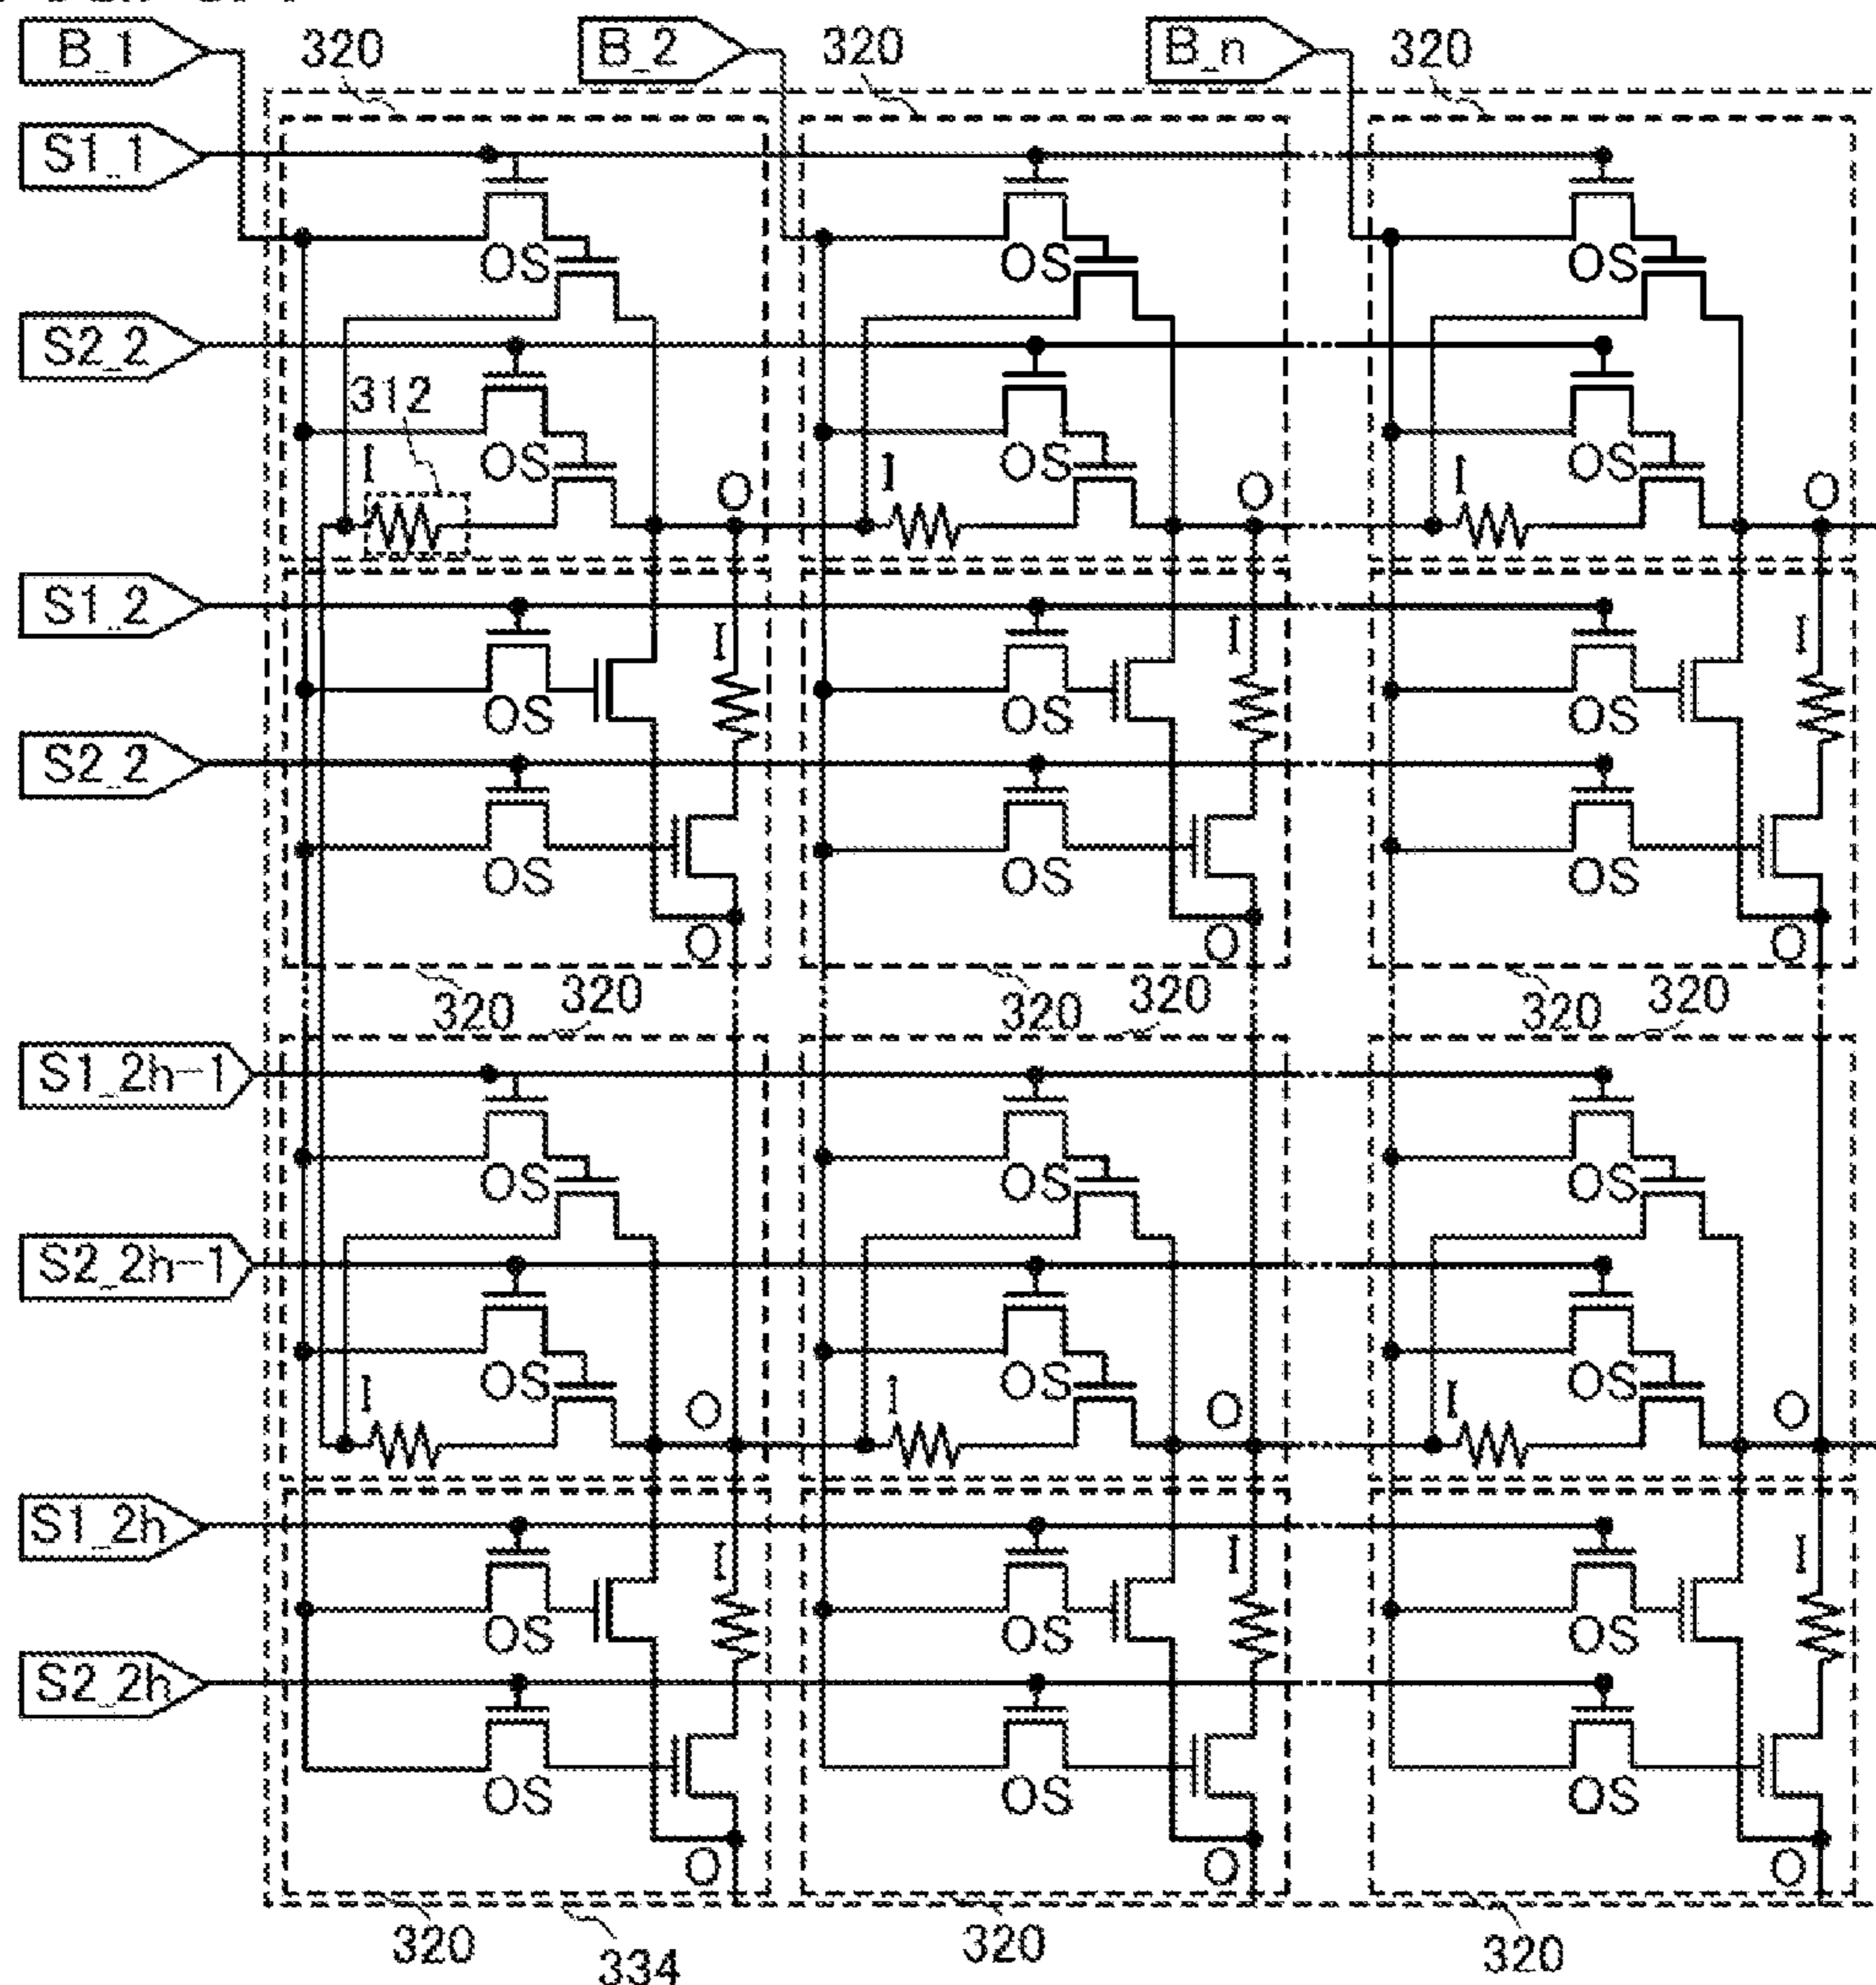 B_1 320 B_2 320 B_n 320
S1_1
OS OS OS
S2_2
312
I OS O I OS O I OS O
S1_2
I I I
OS OS OS
S2_2
OS OS OS
O O O
320 320 320 320 320 320
S1_2h-1
OS OS OS
S2_2h-1
I OS O I OS O I OS O
S1_2h
I I I
OS OS OS
S2_2h
OS OS OS
O O O
320 334 320 320